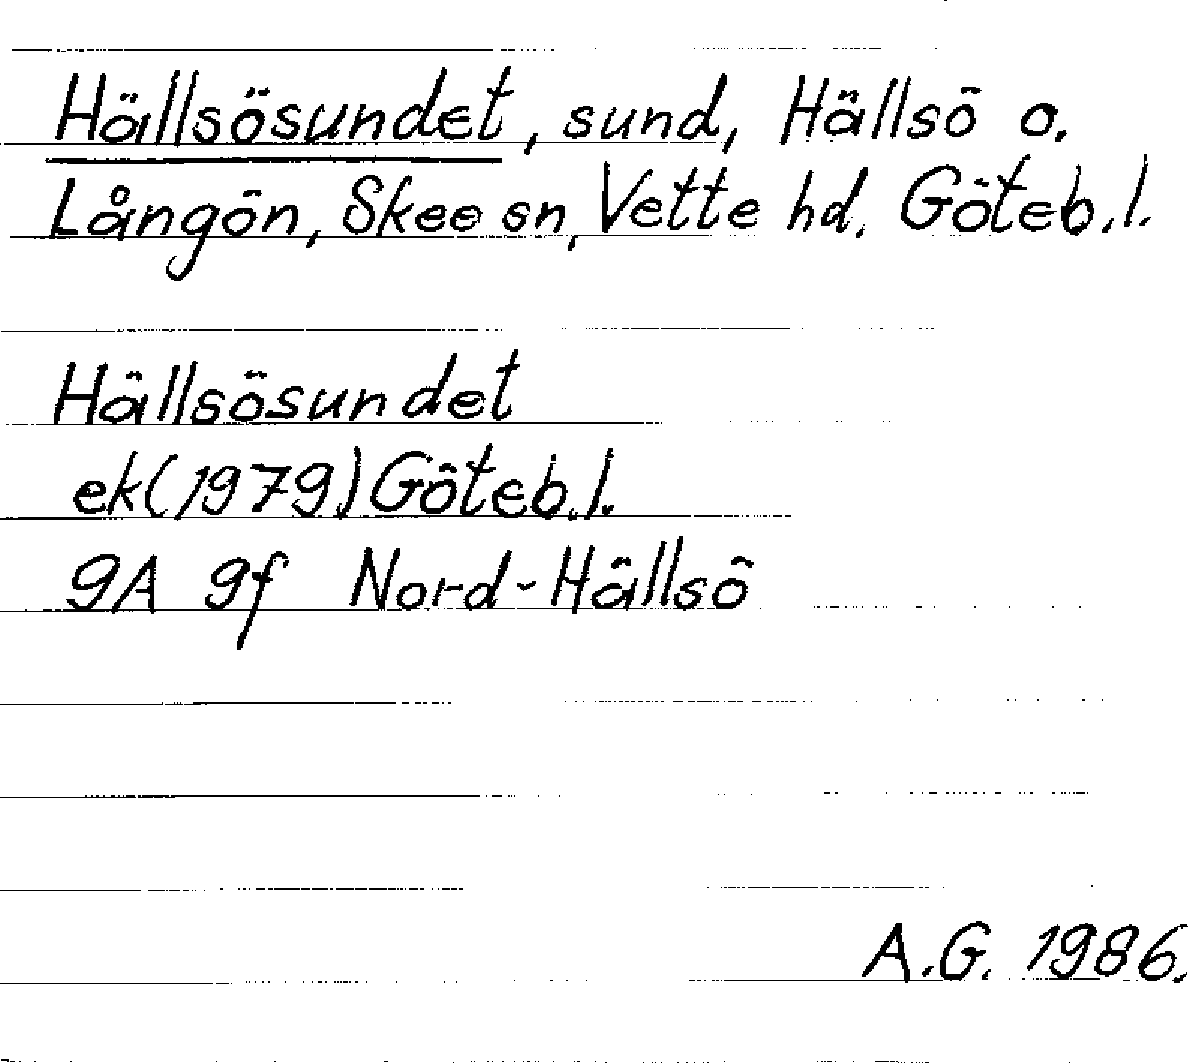 Hällsösundet, sund, Hällsö o.
Långön, Skee sn, Vette hd. Göteb.l.
Hällsösundet
ek(1979)Göteb.l.
9A 9f Nord-Hällsö
A.G. 1986.